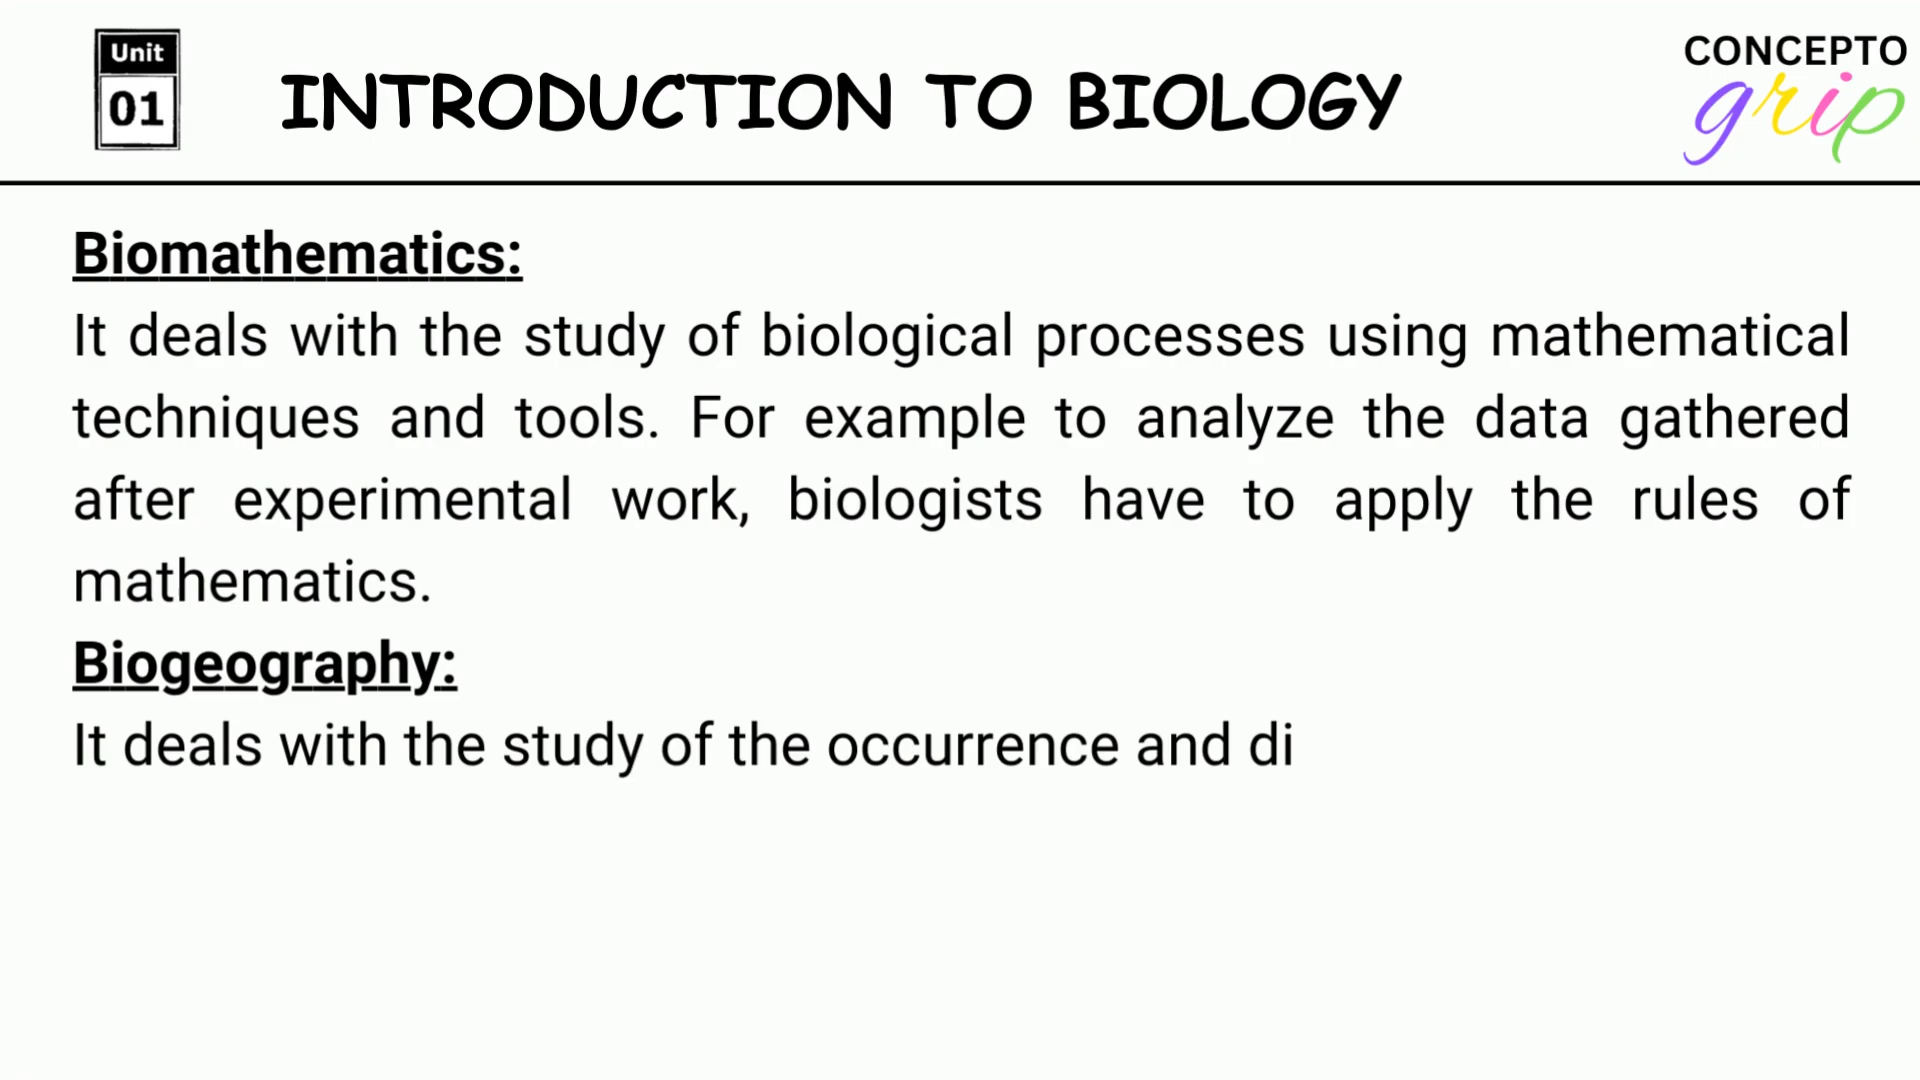 Unit
01
INTRODUCTION TO BIOLOGY
CONCEPTO
grip
Biomathematics:
It deals with the study of biological processes using mathematical
techniques and tools. For example to analyze the data gathered
after experimental work, biologists have to apply the rules of
mathematics.
Biogeography:
It deals with the study of the occurrence and di